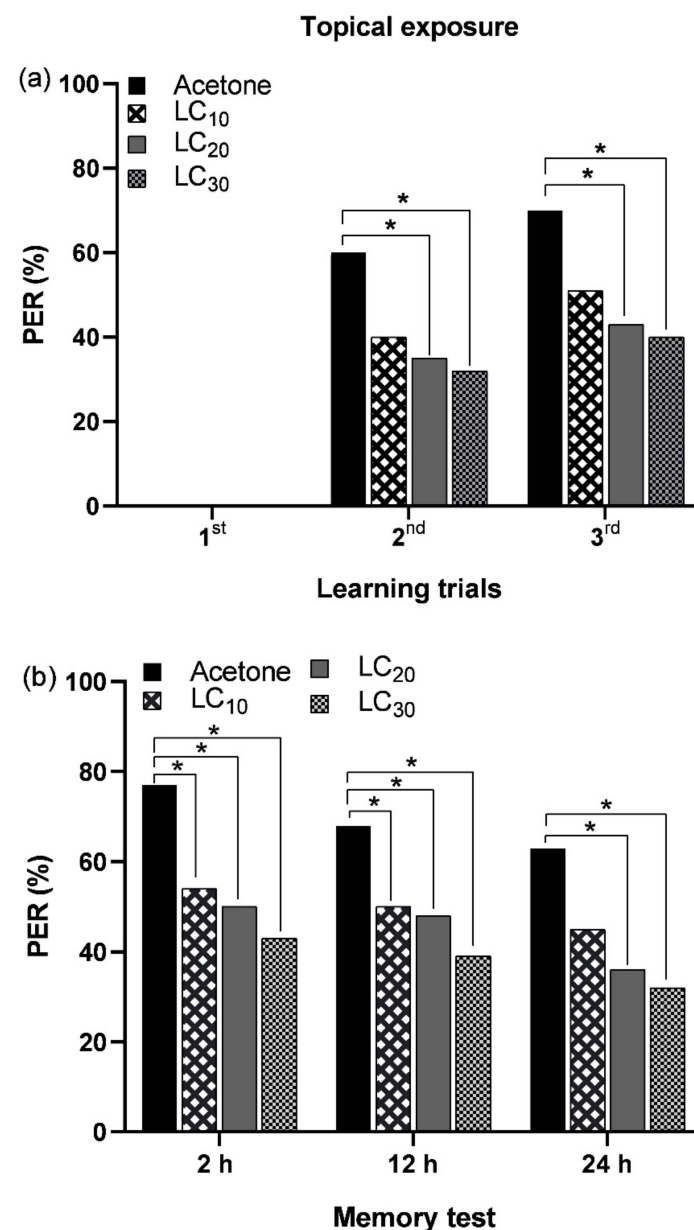 Topical exposure
(a)
Acetone
LC10
LC20
LC30
100
80
60
40
20
0
PER (%)
* *
* *
1st 2nd 3rd
Learning trials
(b)
Acetone LC20
LC10 LC30
100
80
60
40
20
0
PER (%)
* * *
* * *
* *
2 h 12 h 24 h
Memory test